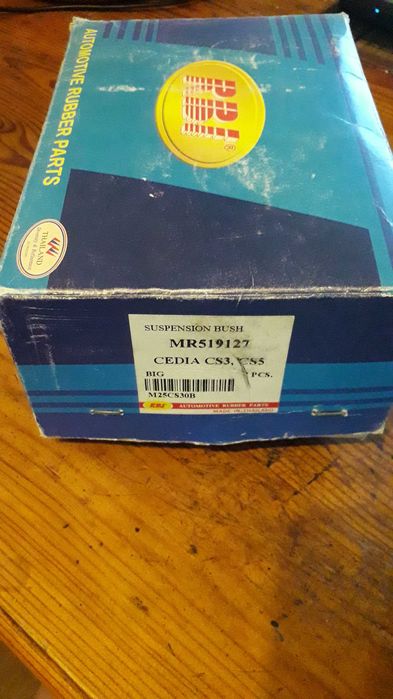 AUTOMOTIVE RUBBER PARTS
RBI
®
THAILAND
SUSPENSION BUSH
MR519127
CEDIA CS3, CS5
BIG
PCS.
M25CS30B
RBI AUTOMOTIVE RUBBER PARTS
MADE IN THAILAND